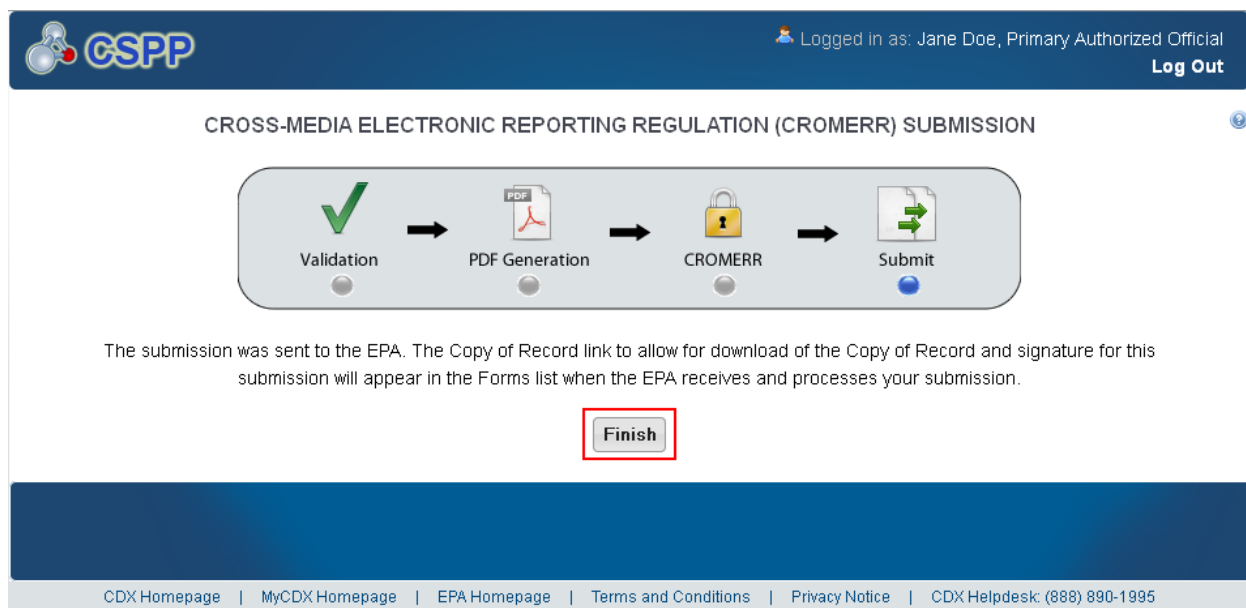 CSPP
Logged in as: Jane Doe, Primary Authorized Official
Log Out
CROSS-MEDIA ELECTRONIC REPORTING REGULATION (CROMERR) SUBMISSION
PDF
Validation
PDF Generation
CROMERR
Submit
The submission was sent to the EPA. The Copy of Record link to allow for download of the Copy of Record and signature for this
submission will appear in the Forms list when the EPA receives and processes your submission.
Finish
CDX Homepage | MyCDX Homepage | EPA Homepage | Terms and Conditions | Privacy Notice | CDX Helpdesk: (888) 890-1995